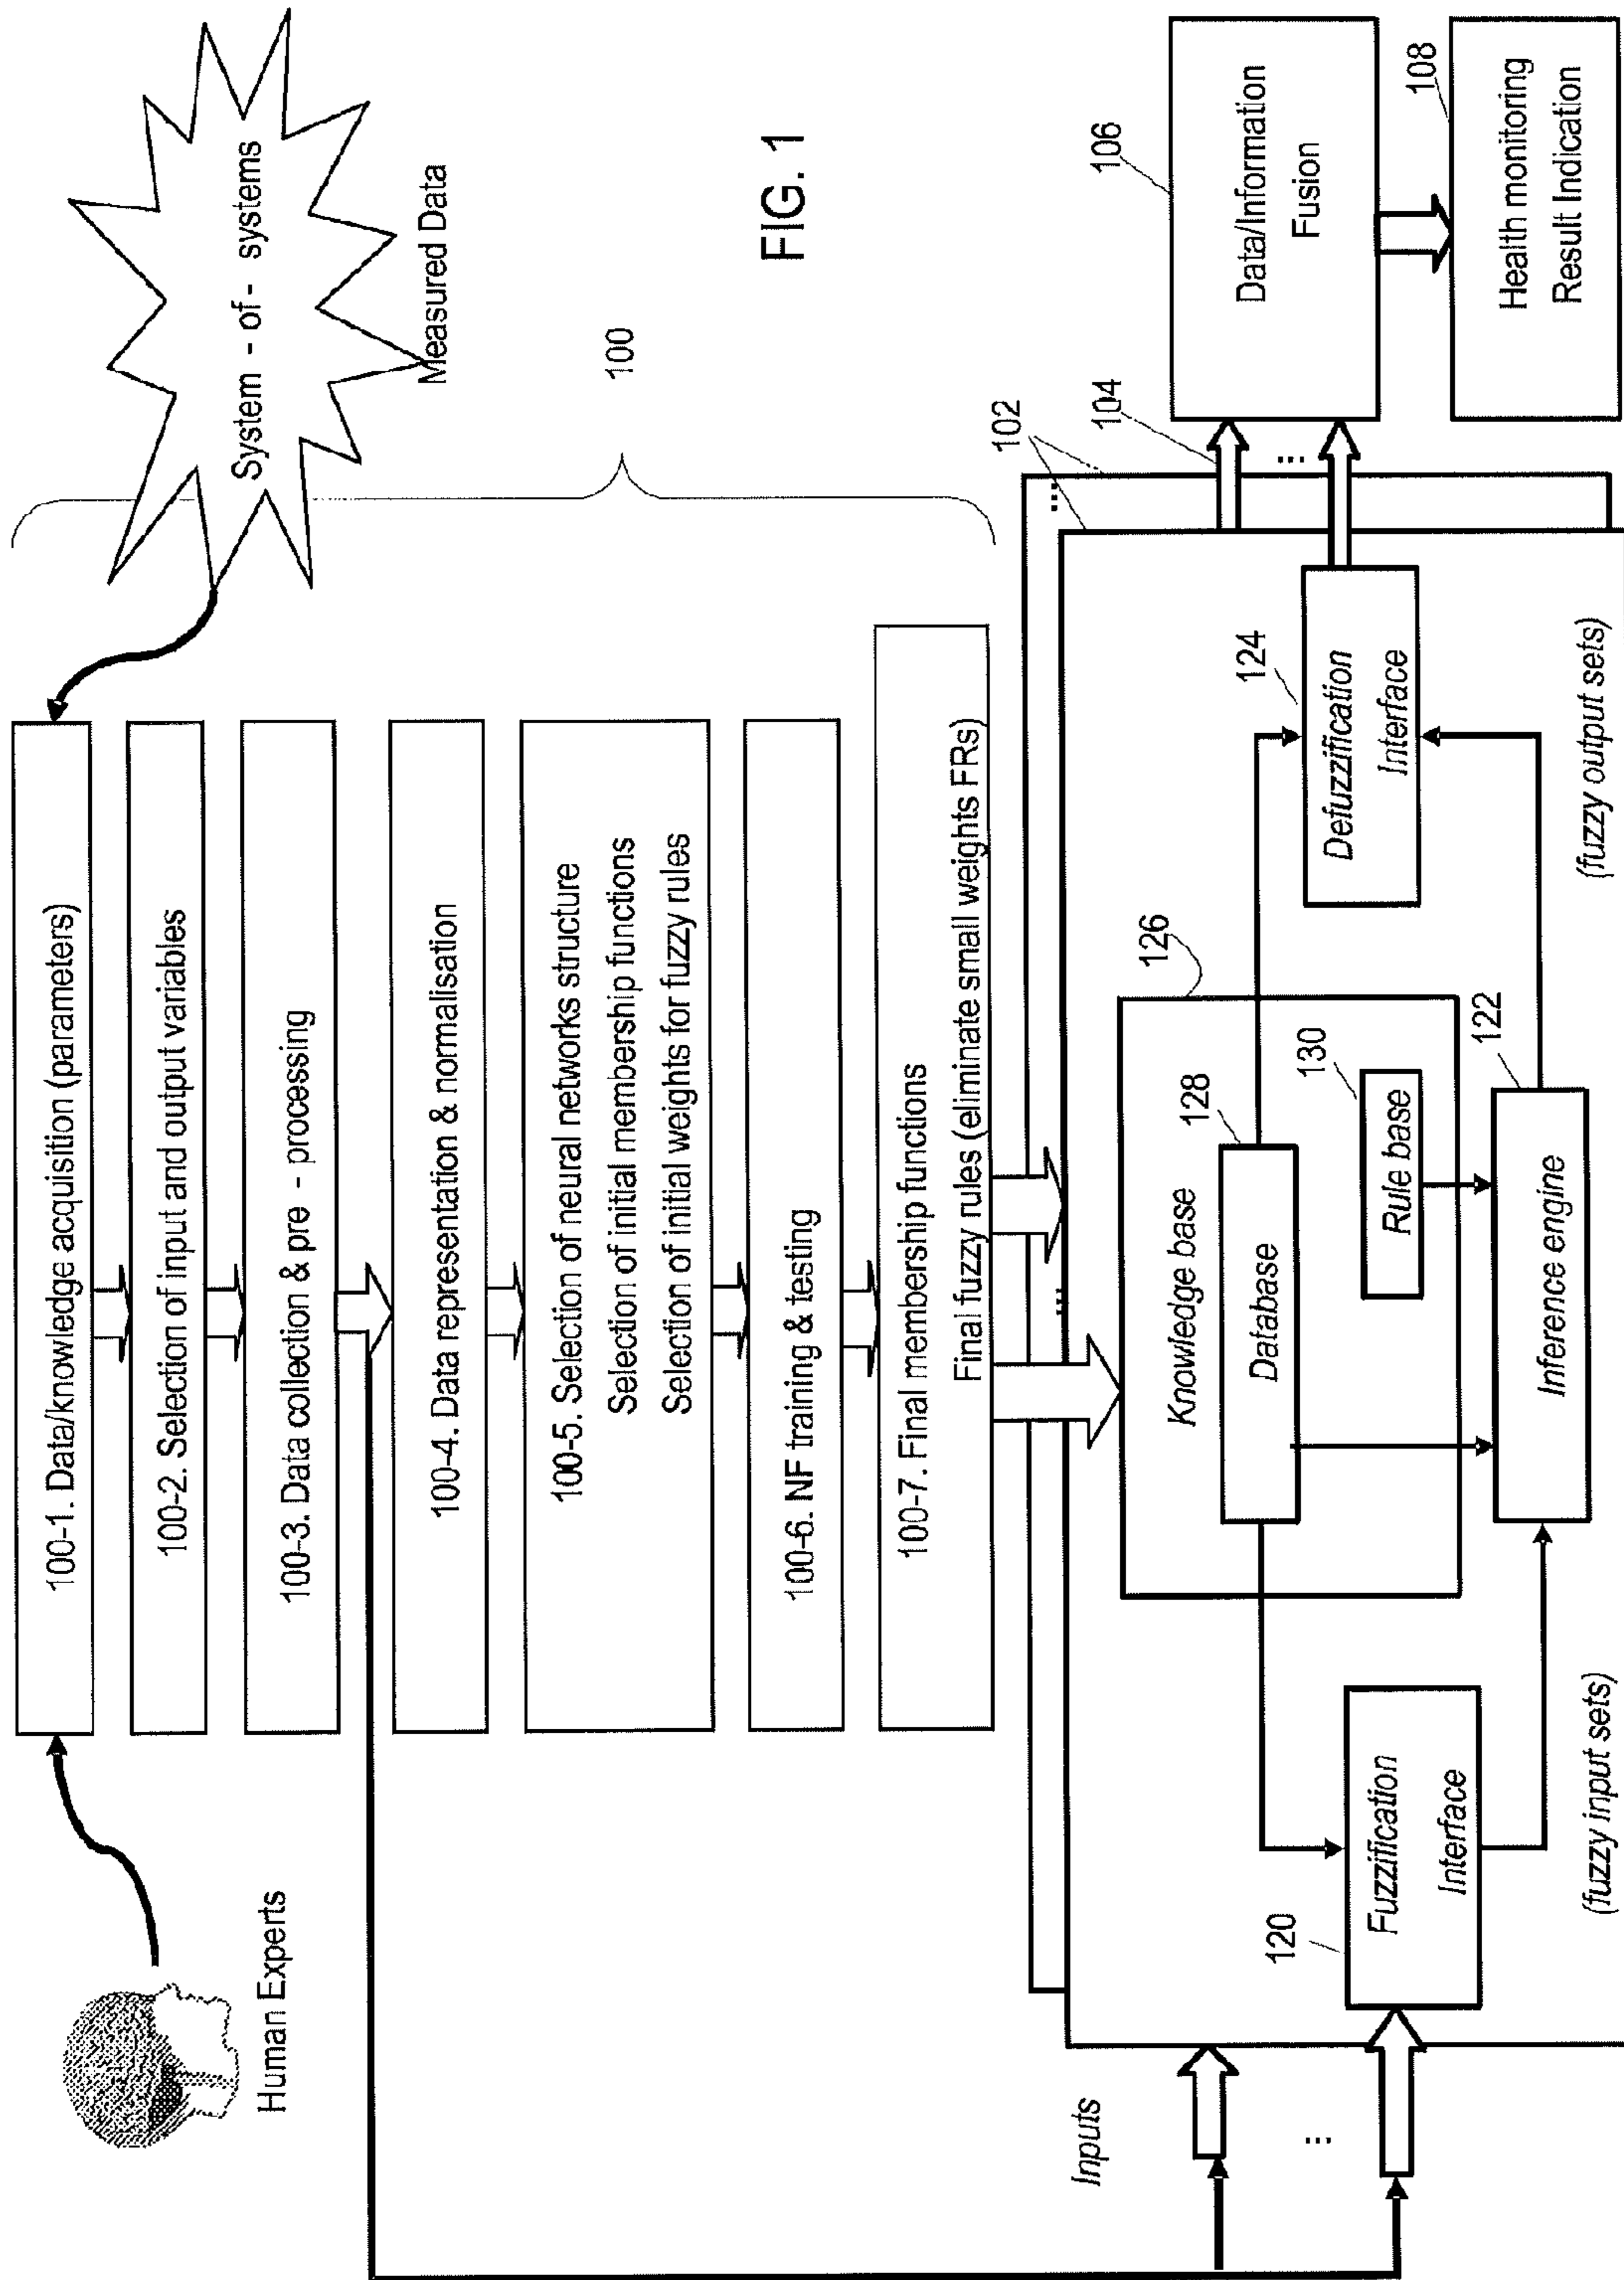 100-1. Data/knowledge acquisition (parameters)
100-2. Selection of input and output variables
100-3. Data collection & pre - processing
100-4. Data representation & normalisation
100-5. Selection of neural networks structure
Selection of initial membership functions
Selection of initial weights for fuzzy rules
100-6. NF training & testing
100-7. Final membership functions
Final fuzzy rules (eliminate small weights FRs)
Human Experts
System - of - systems
Measured Data
100
FIG. 1
Inputs
...
...
120
Fuzzification
Interface
(fuzzy input sets)
Knowledge base
126
128
Database
130
Rule base
122
Inference engine
124
Defuzzification
Interface
(fuzzy output sets)
...
102
104
...
106
Data/Information
Fusion
108
Health monitoring
Result Indication